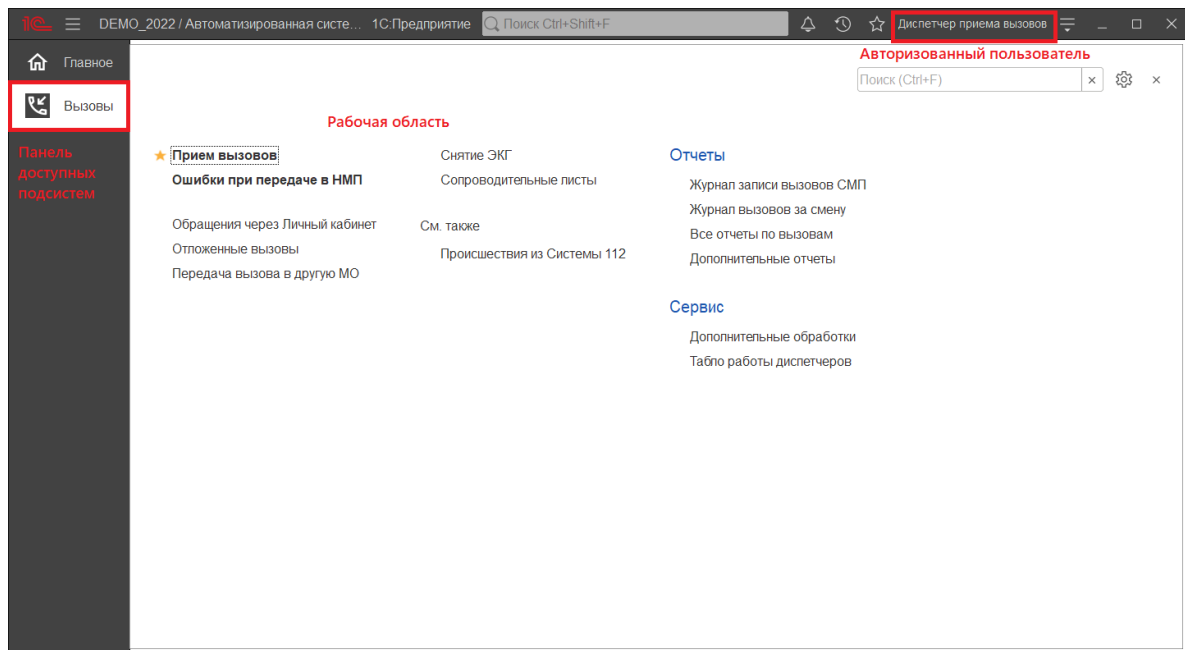 1С DEMO_2022 / Автоматизированная систе... 1С:Предприятие Поиск Ctrl+Shift+F Диспетчер приема вызовов
Главное
Авторизованный пользователь
Поиск (Ctrl+F)
Вызовы
Рабочая область
Панель
доступных
подсистем
Прием вызовов
Ошибки при передаче в НМП
Обращения через Личный кабинет
Отложенные вызовы
Передача вызова в другую МО
Снятие ЭКГ
Сопроводительные листы
См. также
Происшествия из Системы 112
Отчеты
Журнал записи вызовов СМП
Журнал вызовов за смену
Все отчеты по вызовам
Дополнительные отчеты
Сервис
Дополнительные обработки
Табло работы диспетчеров